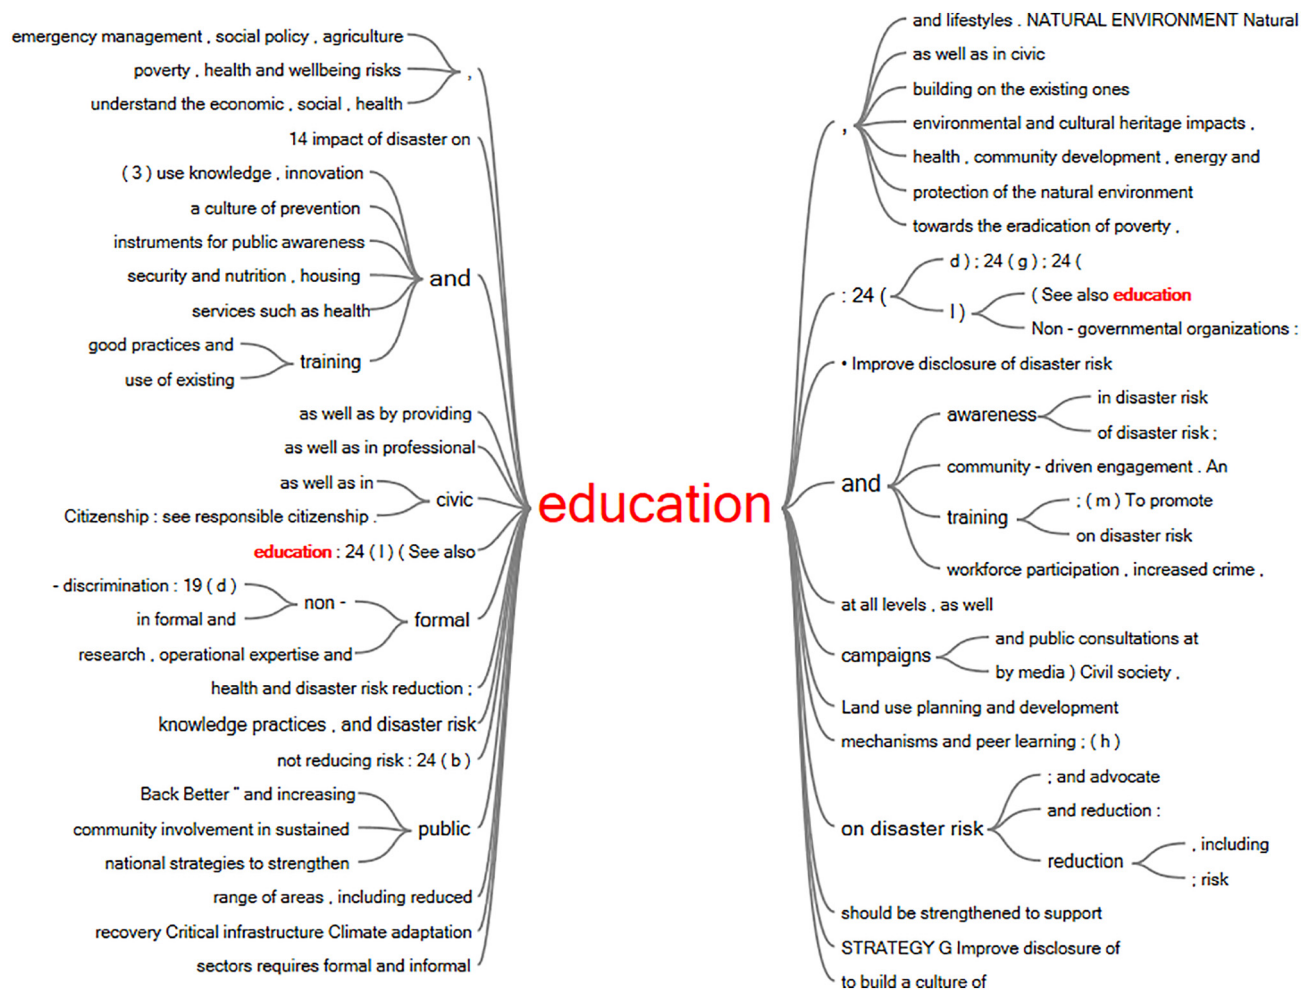 emergency management , social policy , agriculture
poverty , health and wellbeing risks
understand the economic , social , health
,
14 impact of disaster on
( 3 ) use knowledge , innovation
a culture of prevention
instruments for public awareness
security and nutrition , housing
services such as health
and
good practices and
use of existing
training
as well as by providing
as well as in professional
as well as in
Citizenship : see responsible citizenship .
civic
education : 24 ( l ) ( See also
- discrimination : 19 ( d )
in formal and
non -
research , operational expertise and
formal
health and disaster risk reduction ;
knowledge practices , and disaster risk
not reducing risk : 24 ( b )
Back Better " and increasing
community involvement in sustained
national strategies to strengthen
public
range of areas , including reduced
recovery Critical infrastructure Climate adaptation
sectors requires formal and informal
education
,
and lifestyles . NATURAL ENVIRONMENT Natural
as well as in civic
building on the existing ones
environmental and cultural heritage impacts ,
health , community development , energy and
protection of the natural environment
towards the eradication of poverty ,
: 24 (
d ) ; 24 ( g ) ; 24 (
l )
( See also education
Non - governmental organizations :
• Improve disclosure of disaster risk
and
awareness
in disaster risk
of disaster risk ;
community - driven engagement . An
training
; ( m ) To promote
on disaster risk
workforce participation , increased crime ,
at all levels , as well
campaigns
and public consultations at
by media ) Civil society ,
Land use planning and development
mechanisms and peer learning ; ( h )
on disaster risk
; and advocate
and reduction :
reduction
, including
; risk
should be strengthened to support
STRATEGY G Improve disclosure of
to build a culture of